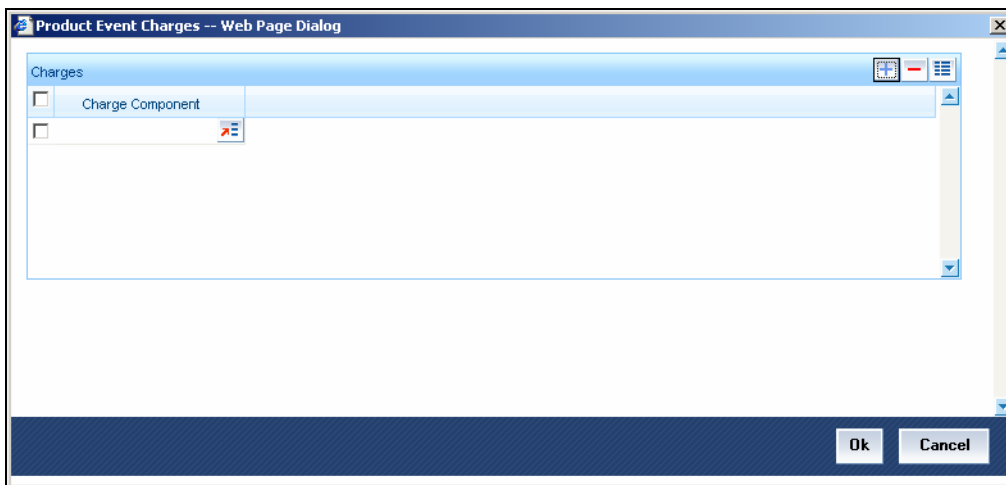 Product Event Charges -- Web Page Dialog
Charges
Charge Component
Ok Cancel